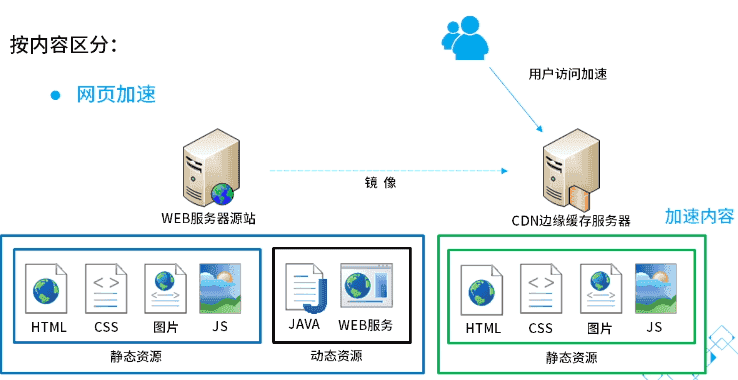 按内容区分：
用户访问加速
● 网页加速
镜 像
WEB服务器源站
CDN边缘缓存服务器
加速内容
HTML CSS 图片 JS
JAVA WEB服务
HTML CSS 图片 JS
静态资源
动态资源
静态资源